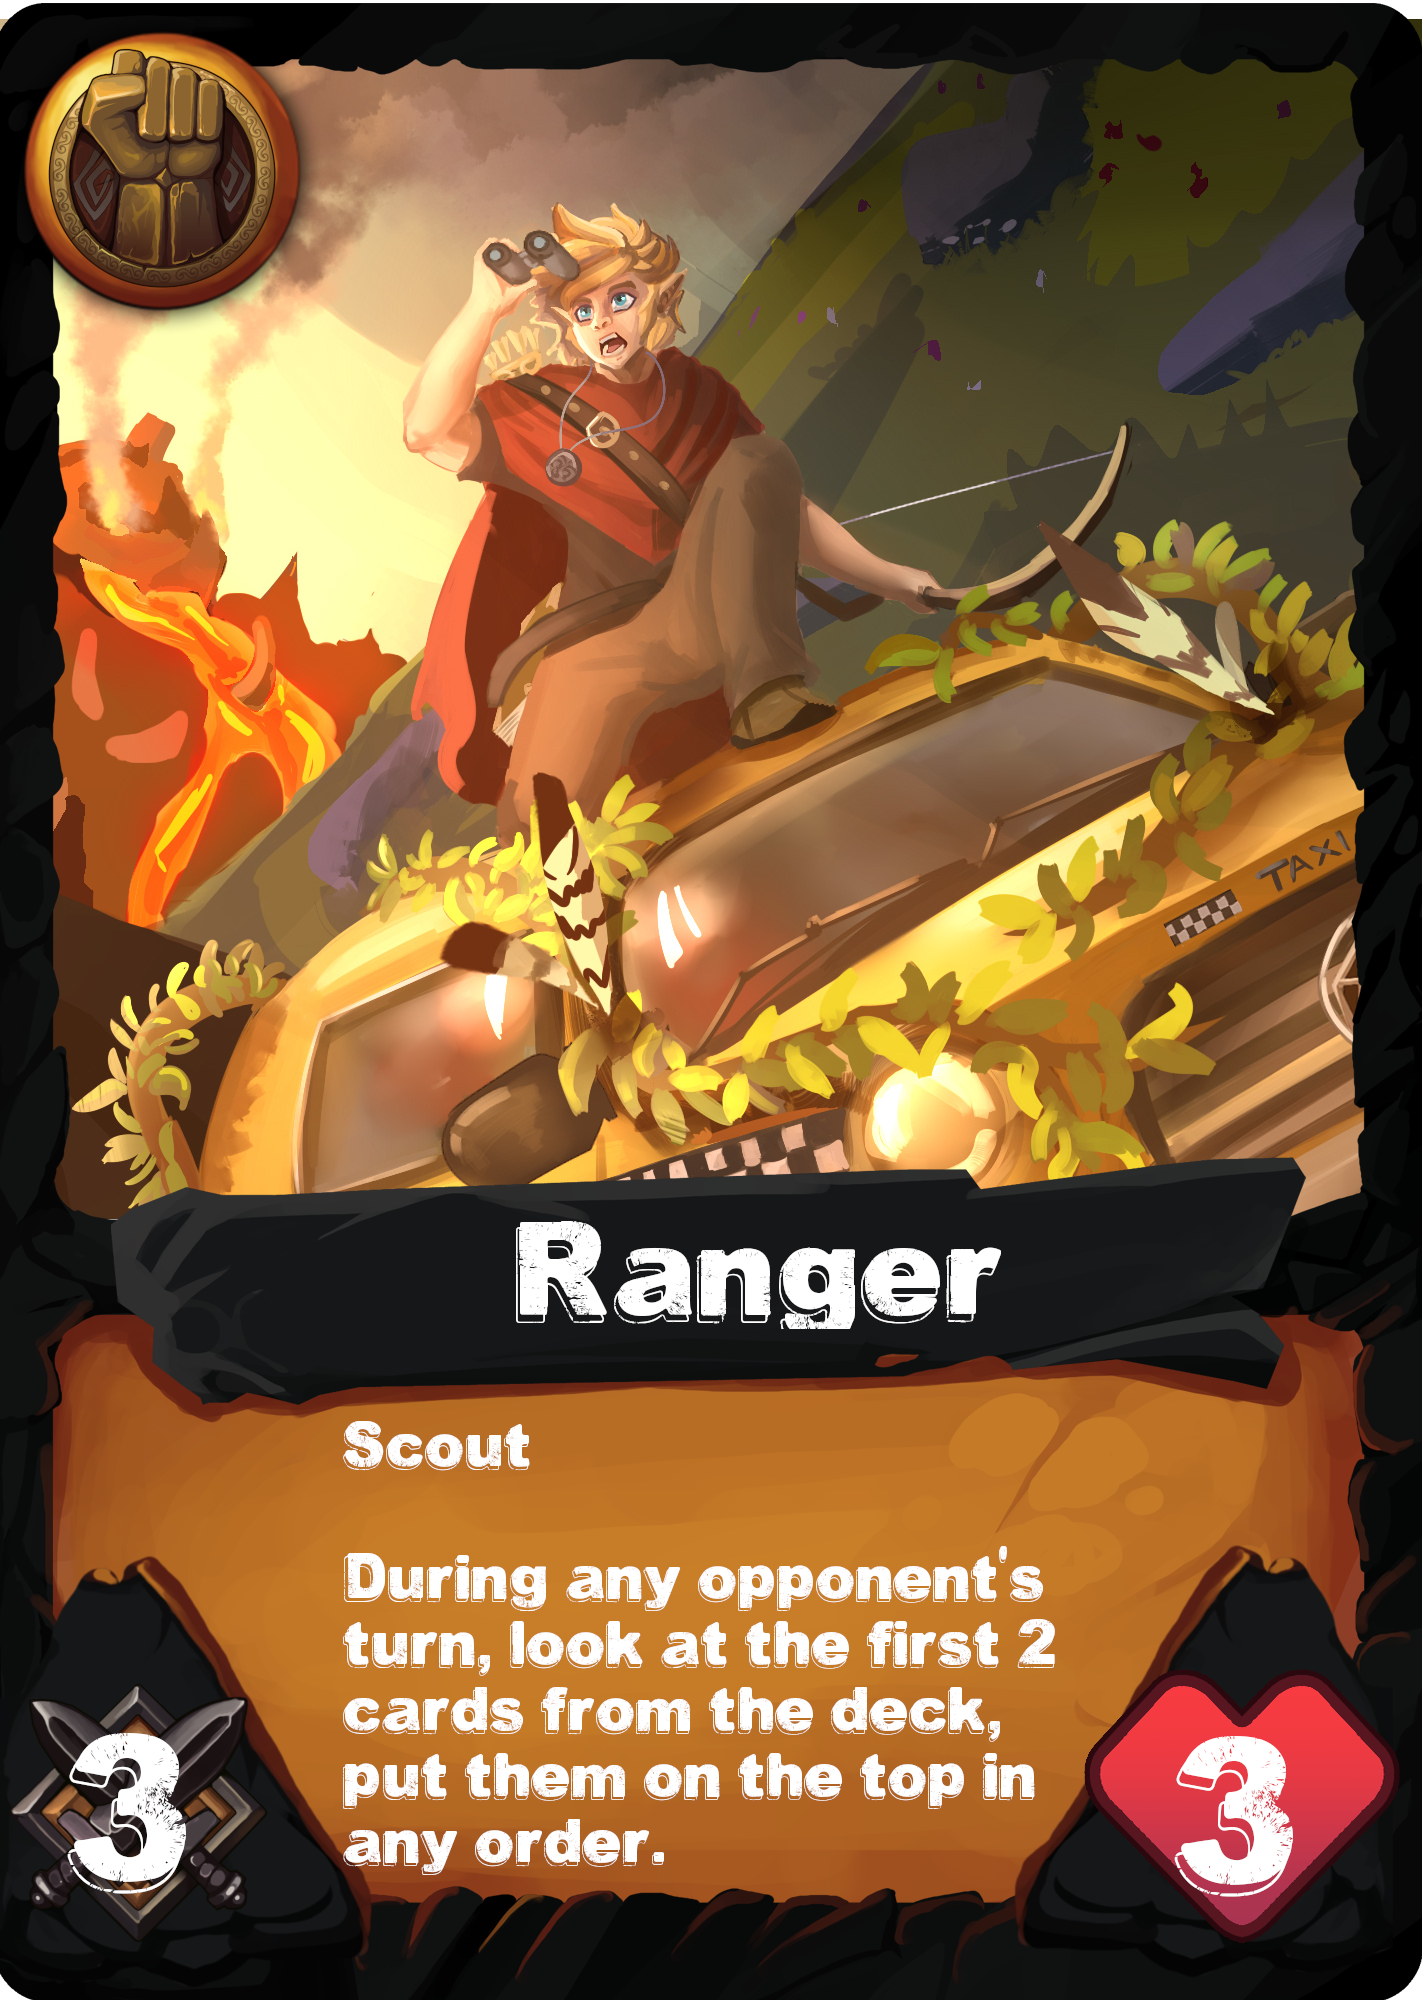 TAXI
Ranger
Scout
During any opponent's
turn, look at the first 2
cards from the deck,
put them on the top in
any order.
3
3